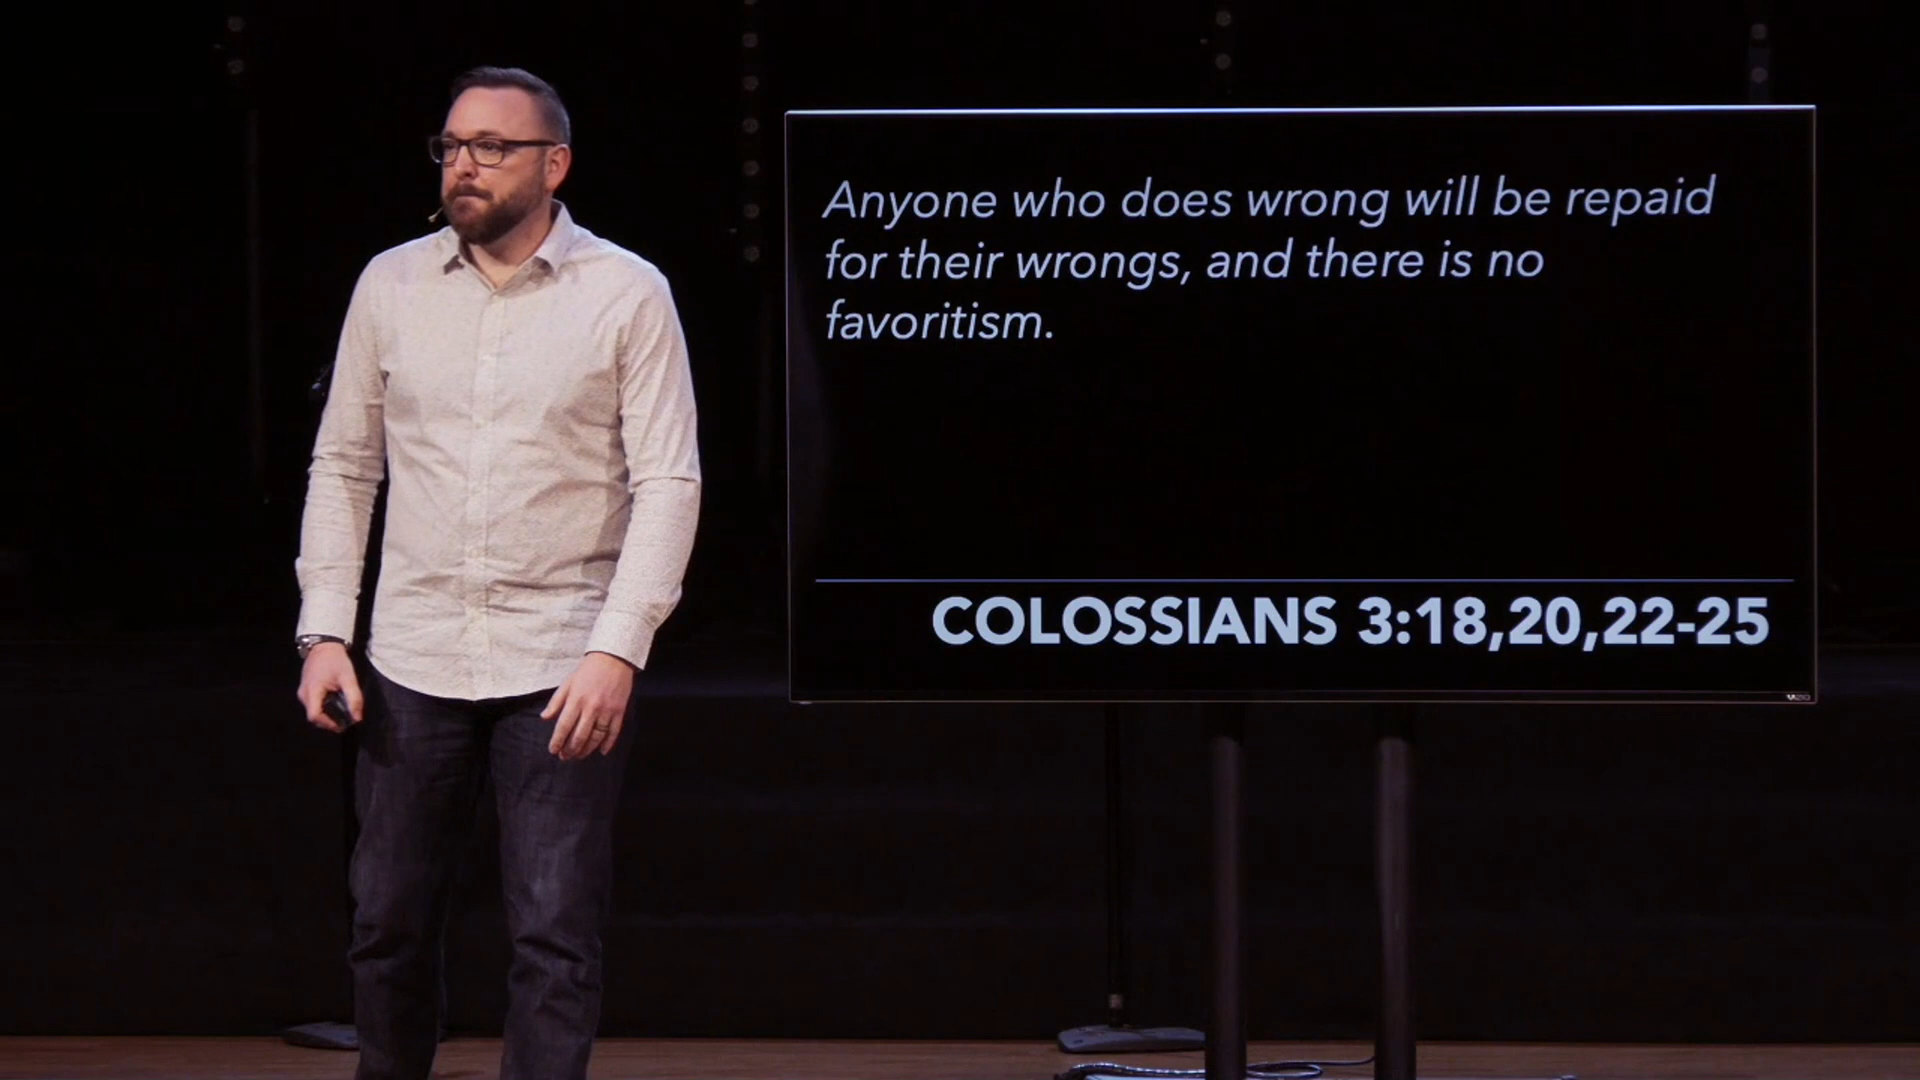 Anyone who does wrong will be repaid
for their wrongs, and there is no
favoritism.
COLOSSIANS 3:18,20,22-25
VIZIO